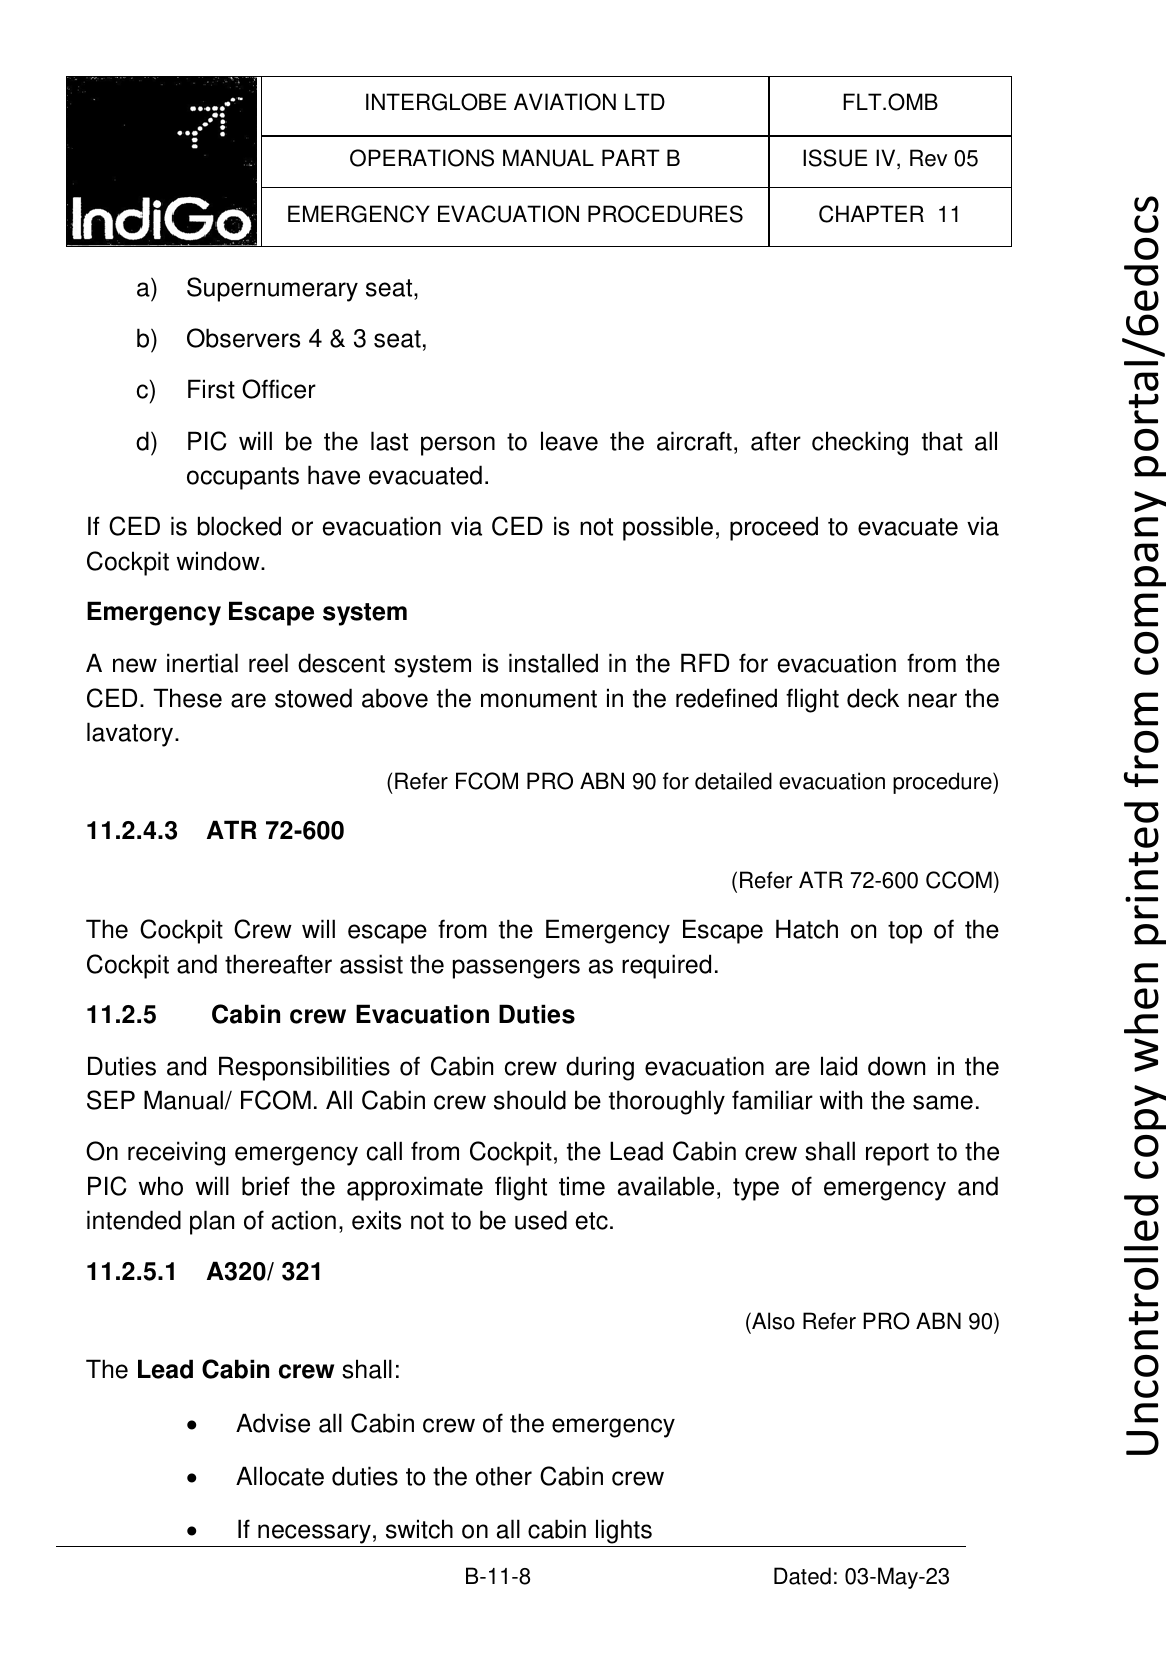 IndiGo
INTERGLOBE AVIATION LTD
FLT.OMB
OPERATIONS MANUAL PART B
ISSUE IV, Rev 05
EMERGENCY EVACUATION PROCEDURES
CHAPTER 11
a) Supernumerary seat,
b) Observers 4 & 3 seat,
c) First Officer
d) PIC will be the last person to leave the aircraft, after checking that all
occupants have evacuated.
If CED is blocked or evacuation via CED is not possible, proceed to evacuate via
Cockpit window.
Emergency Escape system
A new inertial reel descent system is installed in the RFD for evacuation from the
CED. These are stowed above the monument in the redefined flight deck near the
lavatory.
(Refer FCOM PRO ABN 90 for detailed evacuation procedure)
11.2.4.3 ATR 72-600
(Refer ATR 72-600 CCOM)
The Cockpit Crew will escape from the Emergency Escape Hatch on top of the
Cockpit and thereafter assist the passengers as required.
11.2.5 Cabin crew Evacuation Duties
Duties and Responsibilities of Cabin crew during evacuation are laid down in the
SEP Manual/ FCOM. All Cabin crew should be thoroughly familiar with the same.
On receiving emergency call from Cockpit, the Lead Cabin crew shall report to the
PIC who will brief the approximate flight time available, type of emergency and
intended plan of action, exits not to be used etc.
11.2.5.1 A320/ 321
(Also Refer PRO ABN 90)
The Lead Cabin crew shall:
• Advise all Cabin crew of the emergency
• Allocate duties to the other Cabin crew
• If necessary, switch on all cabin lights
B-11-8
Dated: 03-May-23
Uncontrolled copy when printed from company portal/6edocs